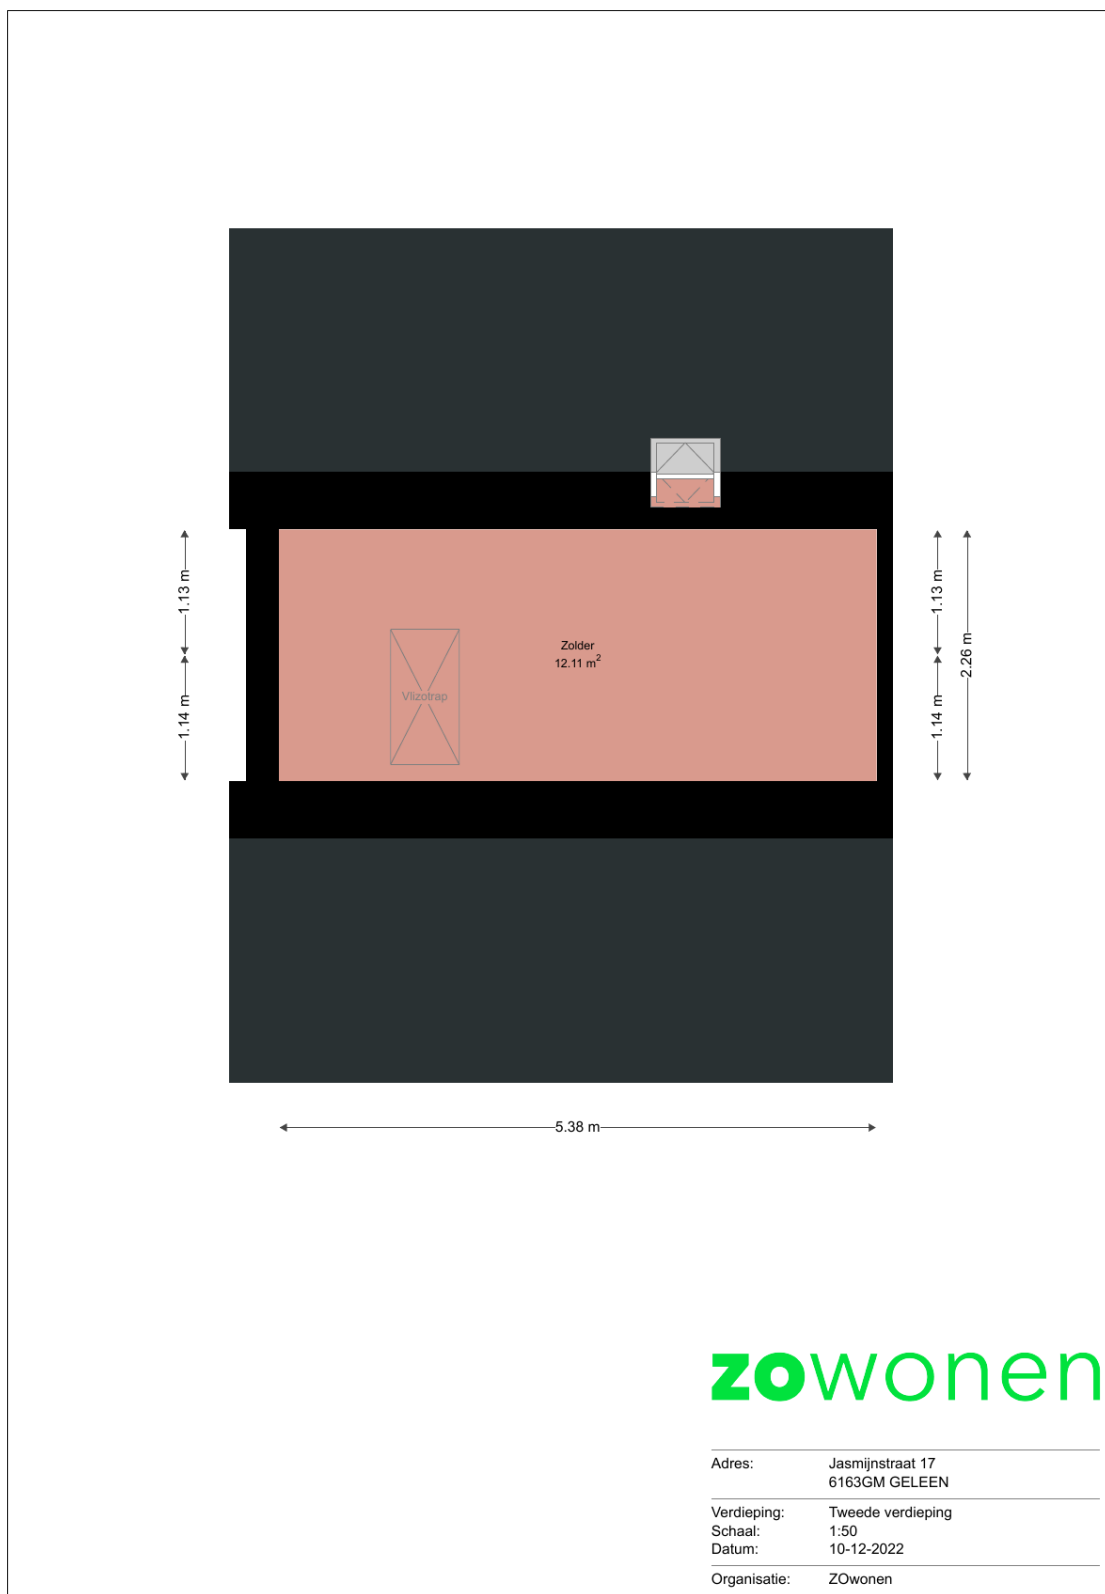 1.13 m
1.14 m
Zolder
12.11 m²
Vlizotrap
1.13 m
1.14 m
2.26 m
5.38 m
zowonen
Adres: Jasmijnstraat 17
6163GM GELEEN
Verdieping: Tweede verdieping
Schaal: 1:50
Datum: 10-12-2022
Organisatie: ZOwonen